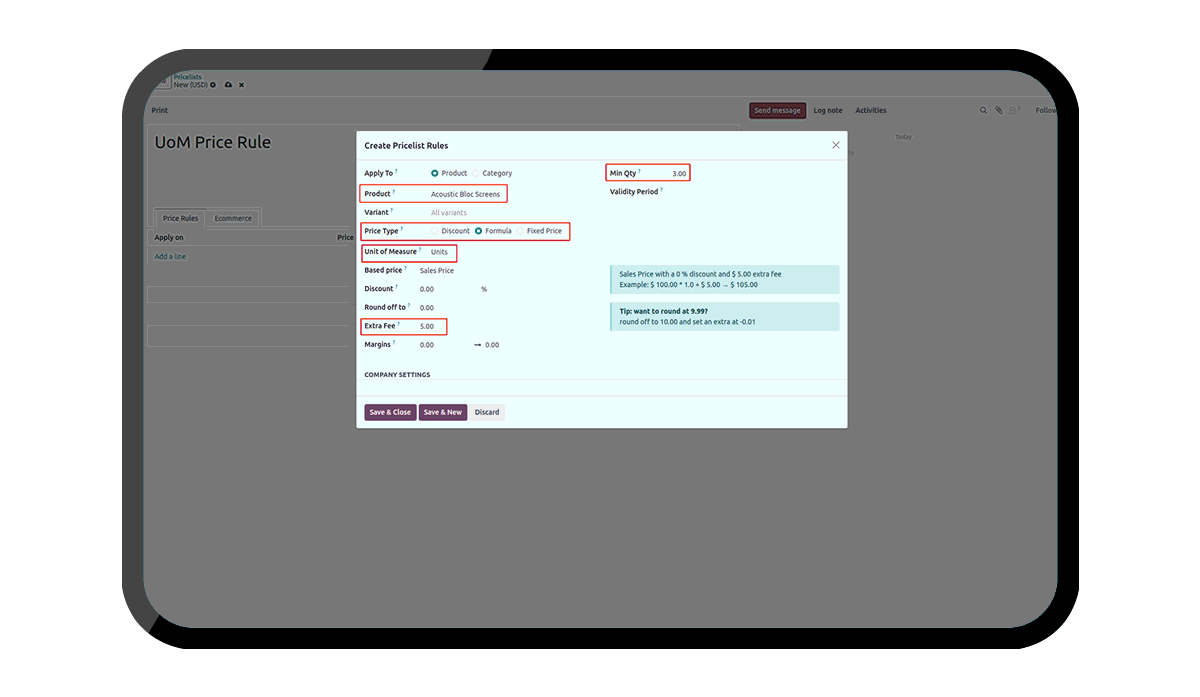 Pricelists
New (USD)
Print
Send message Log note Activities
Follow
UoM Price Rule
Today
Price Rules Ecommerce
Apply on Price
Add a line
Create Pricelist Rules
Apply To ? Product Category
Min Qty ? 3.00
Product ? Acoustic Bloc Screens
Validity Period ?
Variant ? All variants
Price Type ? Discount Formula Fixed Price
Unit of Measure ? Units
Based price ? Sales Price
Discount ? 0.00 %
Round off to ? 0.00
Extra Fee ? 5.00
Margins ? 0.00 → 0.00
Sales Price with a 0 % discount and $ 5.00 extra fee
Example: $ 100.00 * 1.0 + $ 5.00 → $ 105.00
Tip: want to round at 9.99?
round off to 10.00 and set an extra at -0.01
COMPANY SETTINGS
Save & Close Save & New Discard